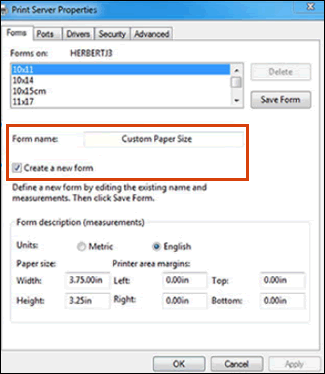 Print Server Properties
Forms Ports Drivers Security Advanced
Forms on: HERBERTJ3
10x11
10x14
10x15cm
11x17
Delete
Save Form
Form name: Custom Paper Size
Create a new form
Define a new form by editing the existing name and
measurements. Then click Save Form.
Form description (measurements)
Units: Metric English
Paper size: Printer area margins:
Width: 3.75.00in Left: 0.00in Top: 0.00in
Height: 3.25in Right: 0.00in Bottom: 0.00in
OK Cancel Apply